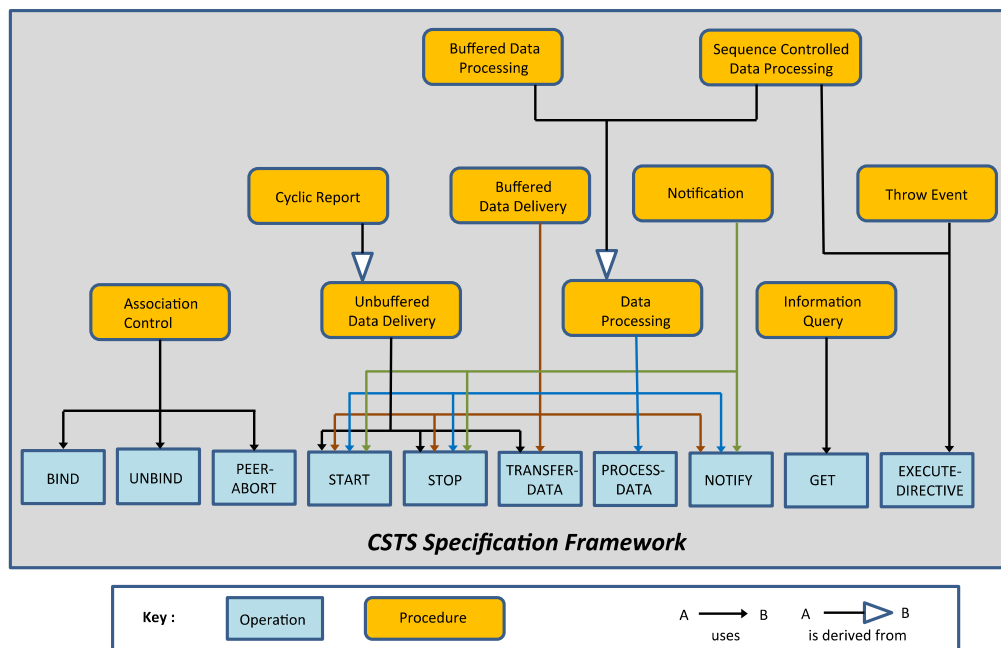 Buffered Data
Processing
Sequence Controlled
Data Processing
Cyclic Report
Buffered
Data Delivery
Notification
Throw Event
Association
Control
Unbuffered
Data Delivery
Data
Processing
Information
Query
BIND
UNBIND
PEER-
ABORT
START
STOP
TRANSFER-
DATA
PROCESS-
DATA
NOTIFY
GET
EXECUTE-
DIRECTIVE
CSTS Specification Framework
Key :
Operation
Procedure
A B
uses
A B
is derived from